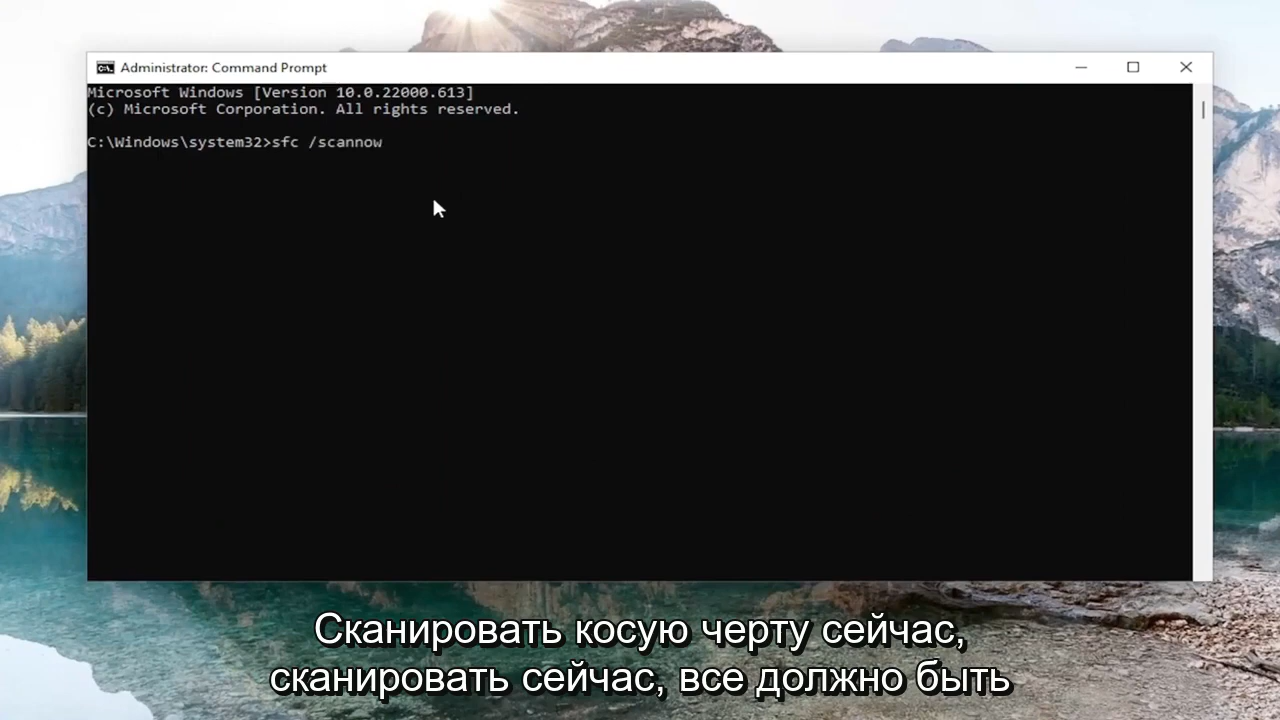 Administrator: Command Prompt
Microsoft Windows [Version 10.0.22000.613]
(c) Microsoft Corporation. All rights reserved.
C:\Windows\system32>sfc /scannow
Сканировать косую черту сейчас,
сканировать сейчас, все должно быть